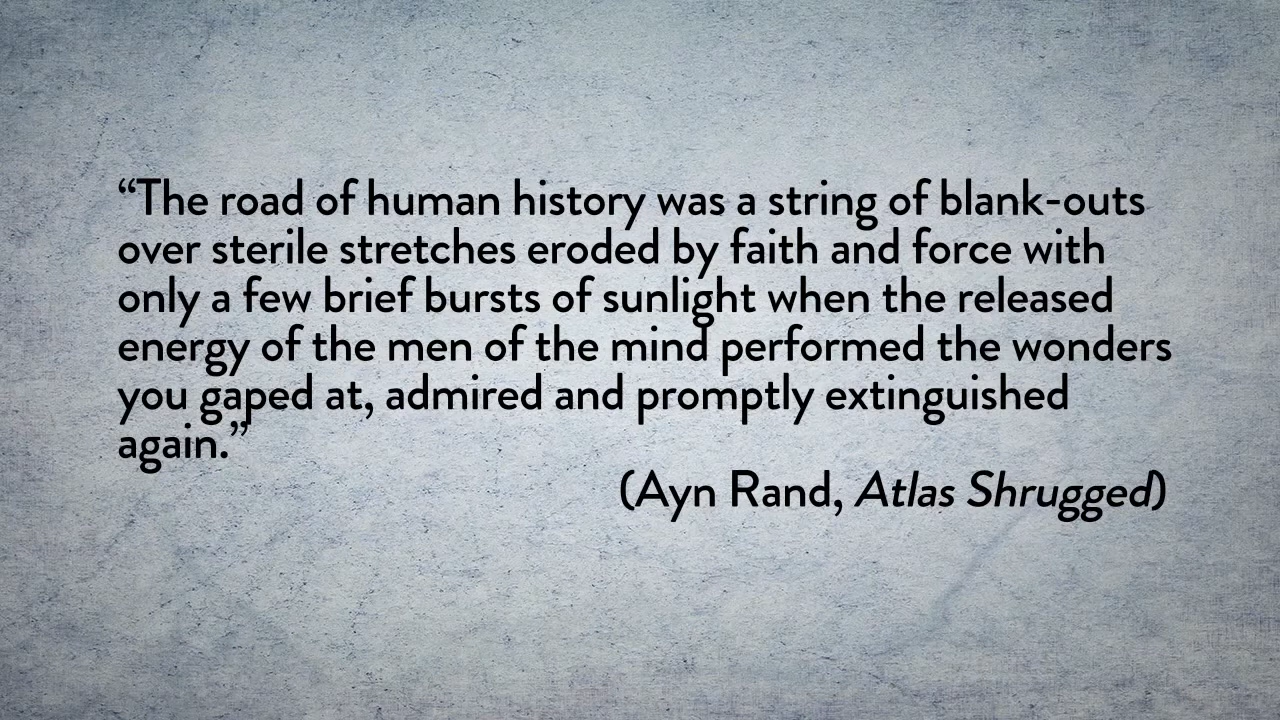 “The road of human history was a string of blank-outs
over sterile stretches eroded by faith and force with
only a few brief bursts of sunlight when the released
energy of the men of the mind performed the wonders
you gaped at, admired and promptly extinguished
again.”
(Ayn Rand, Atlas Shrugged)